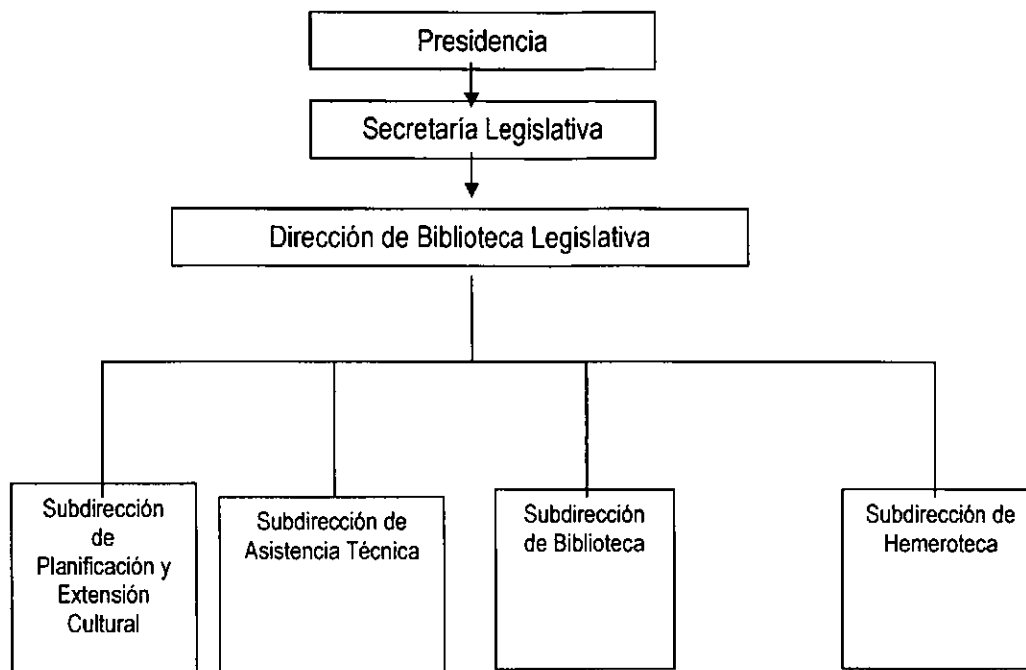 Presidencia
Secretaría Legislativa
Dirección de Biblioteca Legislativa
Subdirección
de
Planificación y
Extensión
Cultural
Subdirección de
Asistencia Técnica
Subdirección
de Biblioteca
Subdirección de
Hemeroteca